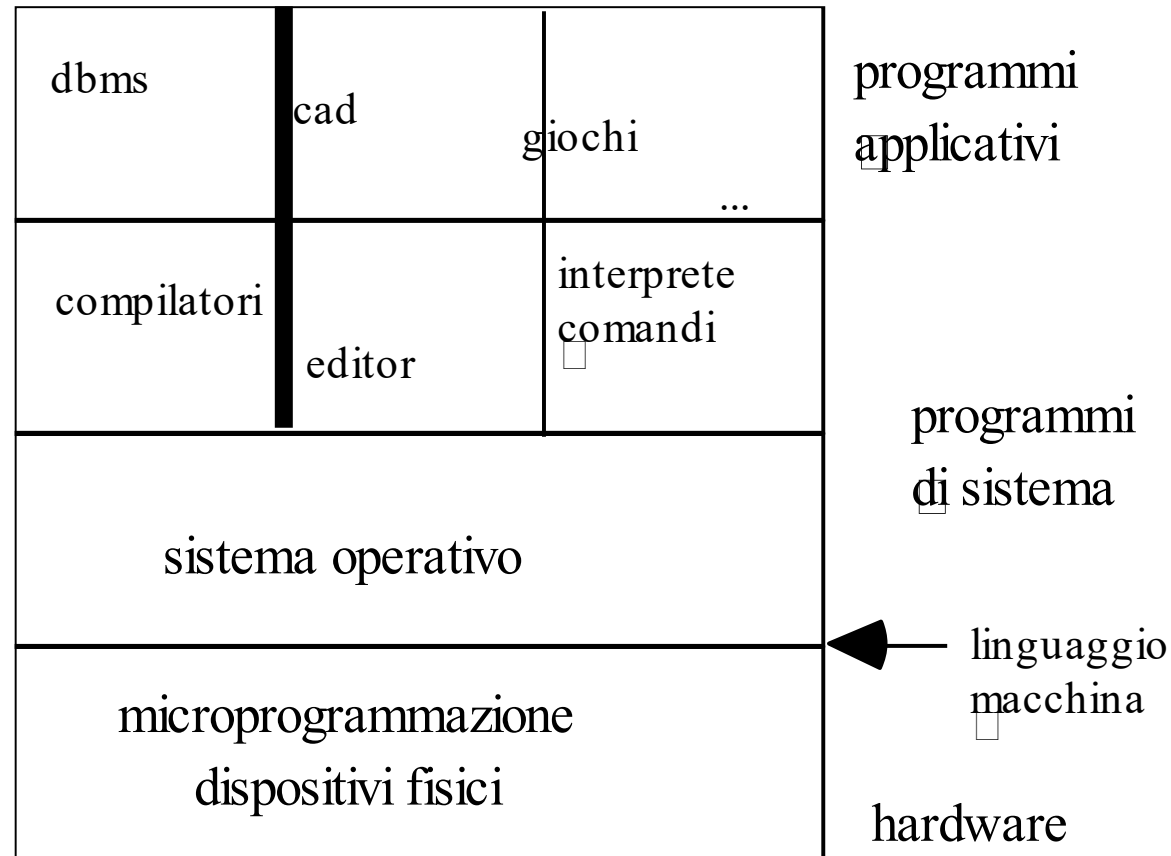 dbms
cad
giochi
...
programmi
applicativi
compilatori
editor
interprete
comandi
programmi
di sistema
sistema operativo
linguaggio
macchina
microprogrammazione
dispositivi fisici
hardware